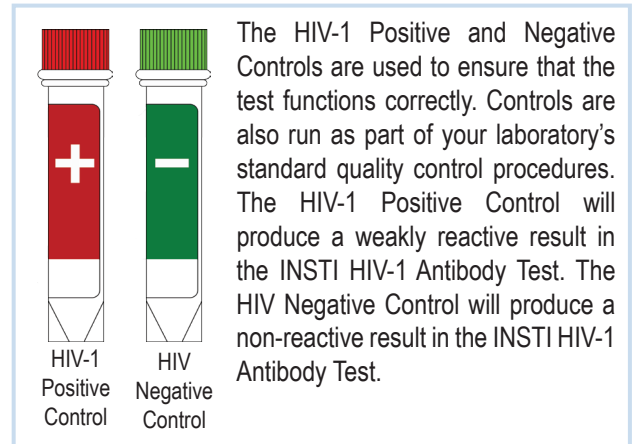 The HIV-1 Positive and Negative
Controls are used to ensure that the
test functions correctly. Controls are
also run as part of your laboratory’s
standard quality control procedures.
The HIV-1 Positive Control will
produce a weakly reactive result in
the INSTI HIV-1 Antibody Test. The
HIV Negative Control will produce a
non-reactive result in the INSTI HIV-1
Antibody Test.
+
−
HIV-1
Positive
Control
HIV
Negative
Control